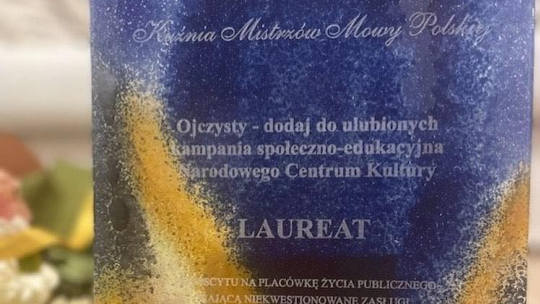 Kuźnia Mistrzów Mowy Polskiej
Ojczysty - dodaj do ulubionych
kampania społeczno-edukacyjna
Narodowego Centrum Kultury
LAUREAT
NA PLACÓWKĘ ŻYCIA PUBLICZNEGO
NIEKWESTIONOWANE ZASŁUGI